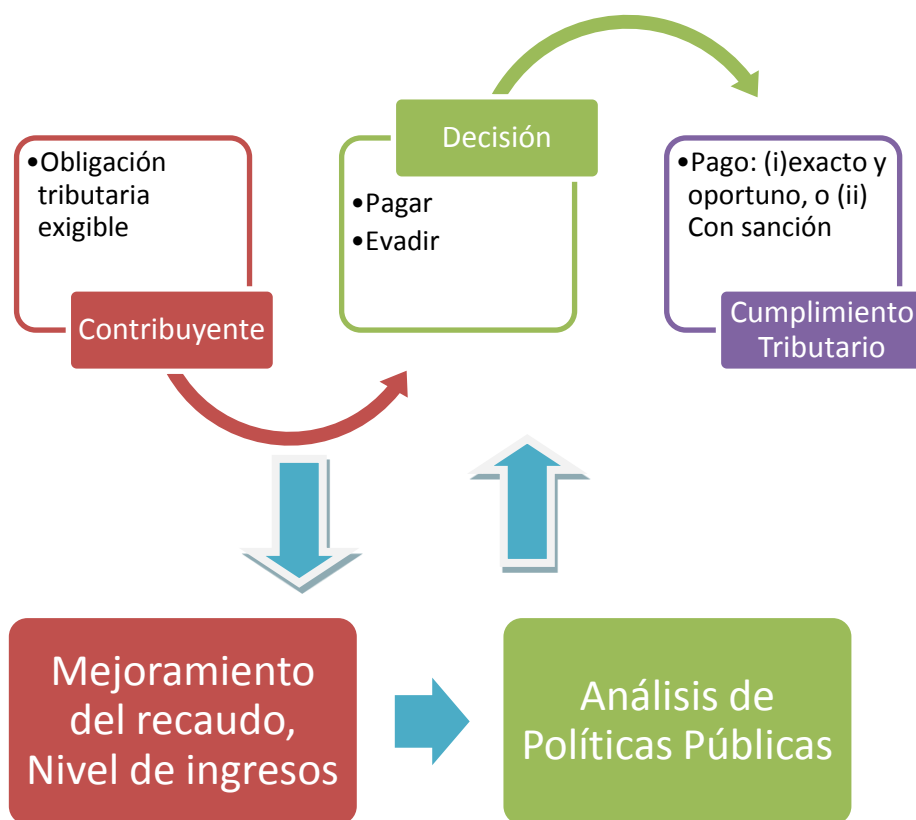 •Obligación
tributaria
exigible
Contribuyente
Decisión
•Pagar
•Evadir
•Pago: (i)exacto y
oportuno, o (ii)
Con sanción
Cumplimiento
Tributario
Mejoramiento
del recaudo,
Nivel de ingresos
Análisis de
Políticas Públicas